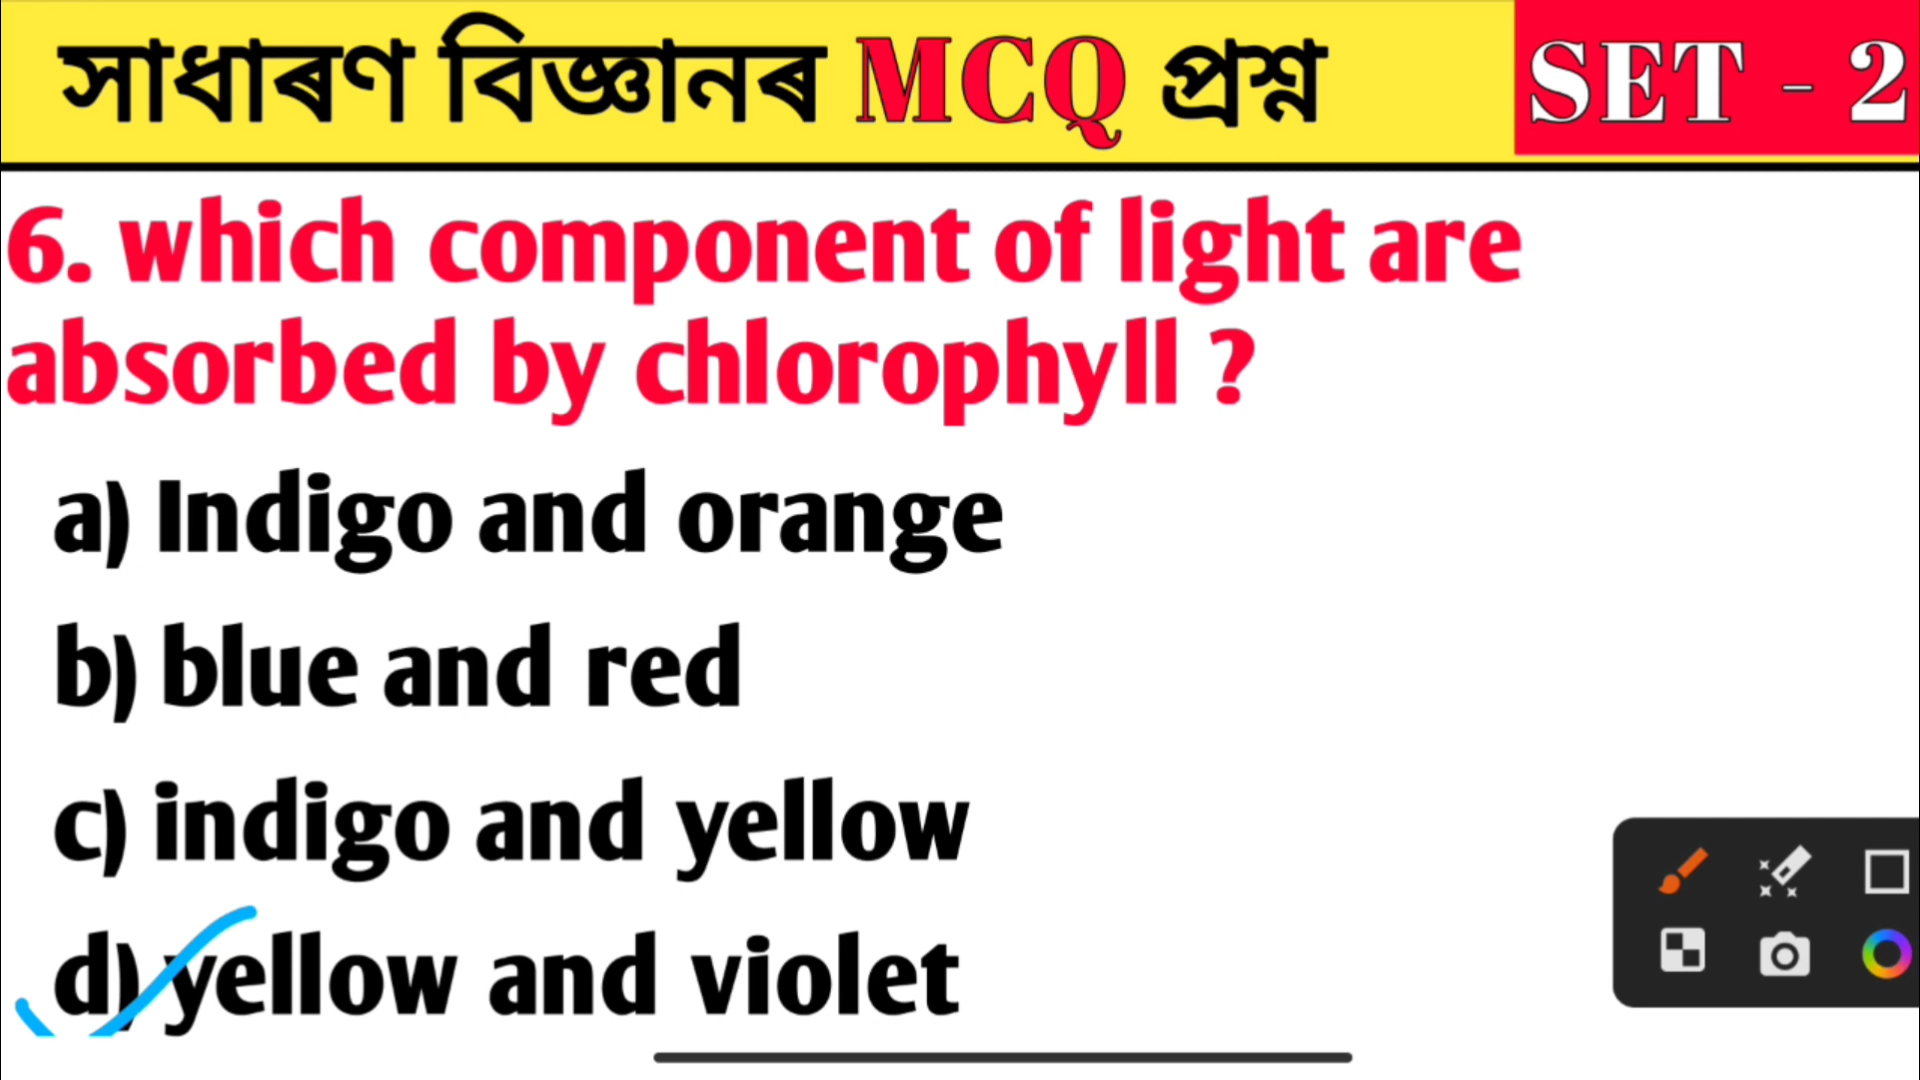 সাধাৰণ বিজ্ঞানৰ MCQ প্ৰশ্ন SET - 2
6. which component of light are
absorbed by chlorophyll ?
a) Indigo and orange
b) blue and red
c) indigo and yellow
d) yellow and violet